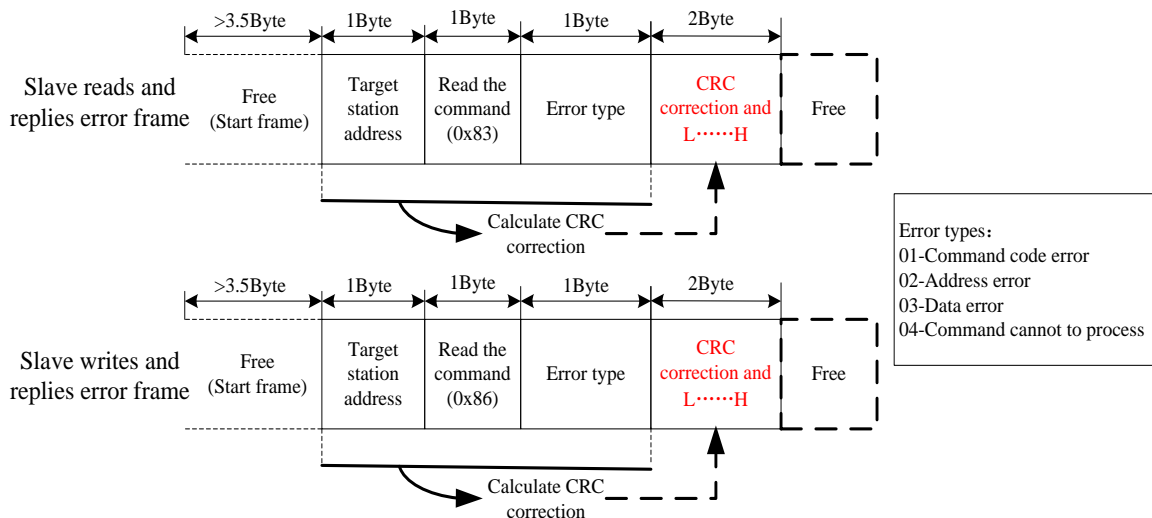 >3.5Byte
1Byte
1Byte
1Byte
2Byte
Slave reads and
replies error frame
Free
(Start frame)
Target
station
address
Read the
command
(0x83)
Error type
CRC
correction and
L……H
Free
Calculate CRC
correction
>3.5Byte
1Byte
1Byte
1Byte
2Byte
Slave writes and
replies error frame
Free
(Start frame)
Target
station
address
Read the
command
(0x86)
Error type
CRC
correction and
L……H
Free
Calculate CRC
correction
Error types：
01-Command code error
02-Address error
03-Data error
04-Command cannot to process